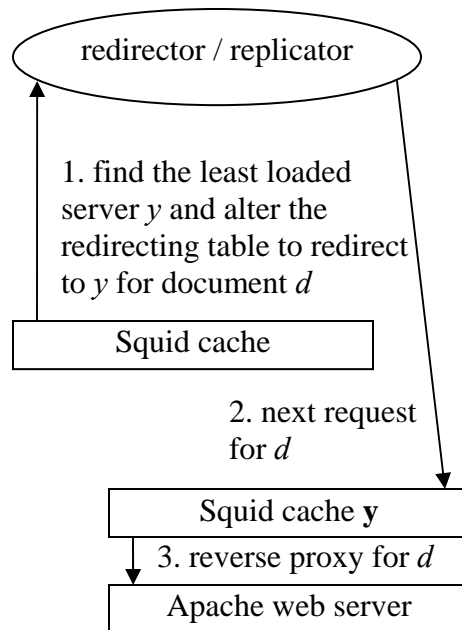 redirector / replicator
1. find the least loaded
server y and alter the
redirecting table to redirect
to y for document d
Squid cache
2. next request
for d
Squid cache y
3. reverse proxy for d
Apache web server